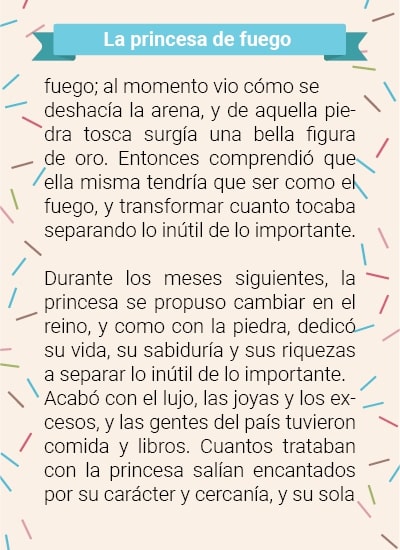 La princesa de fuego
fuego; al momento vio cómo se
deshacía la arena, y de aquella pie-
dra tosca surgía una bella figura
de oro. Entonces comprendió que
ella misma tendría que ser como el
fuego, y transformar cuanto tocaba
separando lo inútil de lo importante.
Durante los meses siguientes, la
princesa se propuso cambiar en el
reino, y como con la piedra, dedicó
su vida, su sabiduría y sus riquezas
a separar lo inútil de lo importante.
Acabó con el lujo, las joyas y los ex-
cesos, y las gentes del país tuvieron
comida y libros. Cuantos trataban
con la princesa salían encantados
por su carácter y cercanía, y su sola